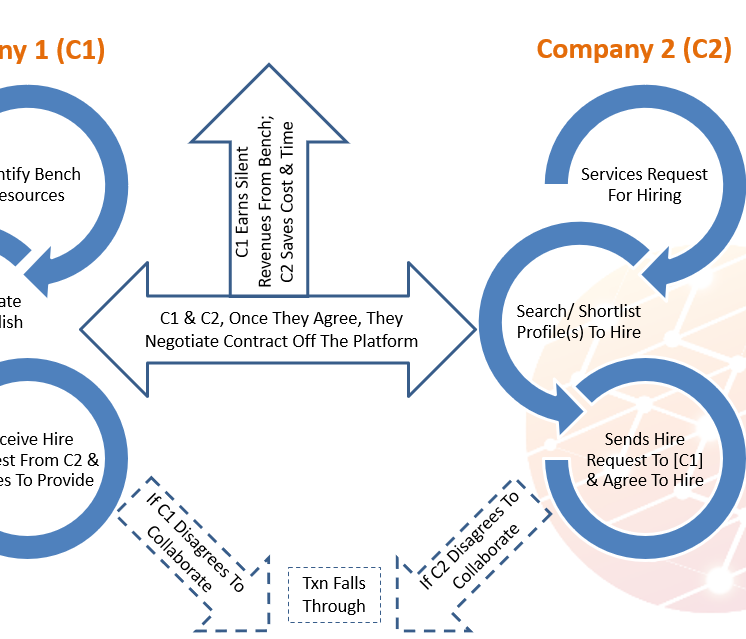 ny 1 (C1)
Company 2 (C2)
ntify Bench
esources
C1 Earns Silent
Revenues From Bench;
C2 Saves Cost & Time
Services Request
For Hiring
ate
lish
C1 & C2, Once They Agree, They
Negotiate Contract Off The Platform
Search/ Shortlist
Profile(s) To Hire
ceive Hire
est From C2 &
es To Provide
Sends Hire
Request To [C1]
& Agree To Hire
If C1 Disagrees To
Collaborate
Txn Falls
Through
If C2 Disagrees To
Collaborate